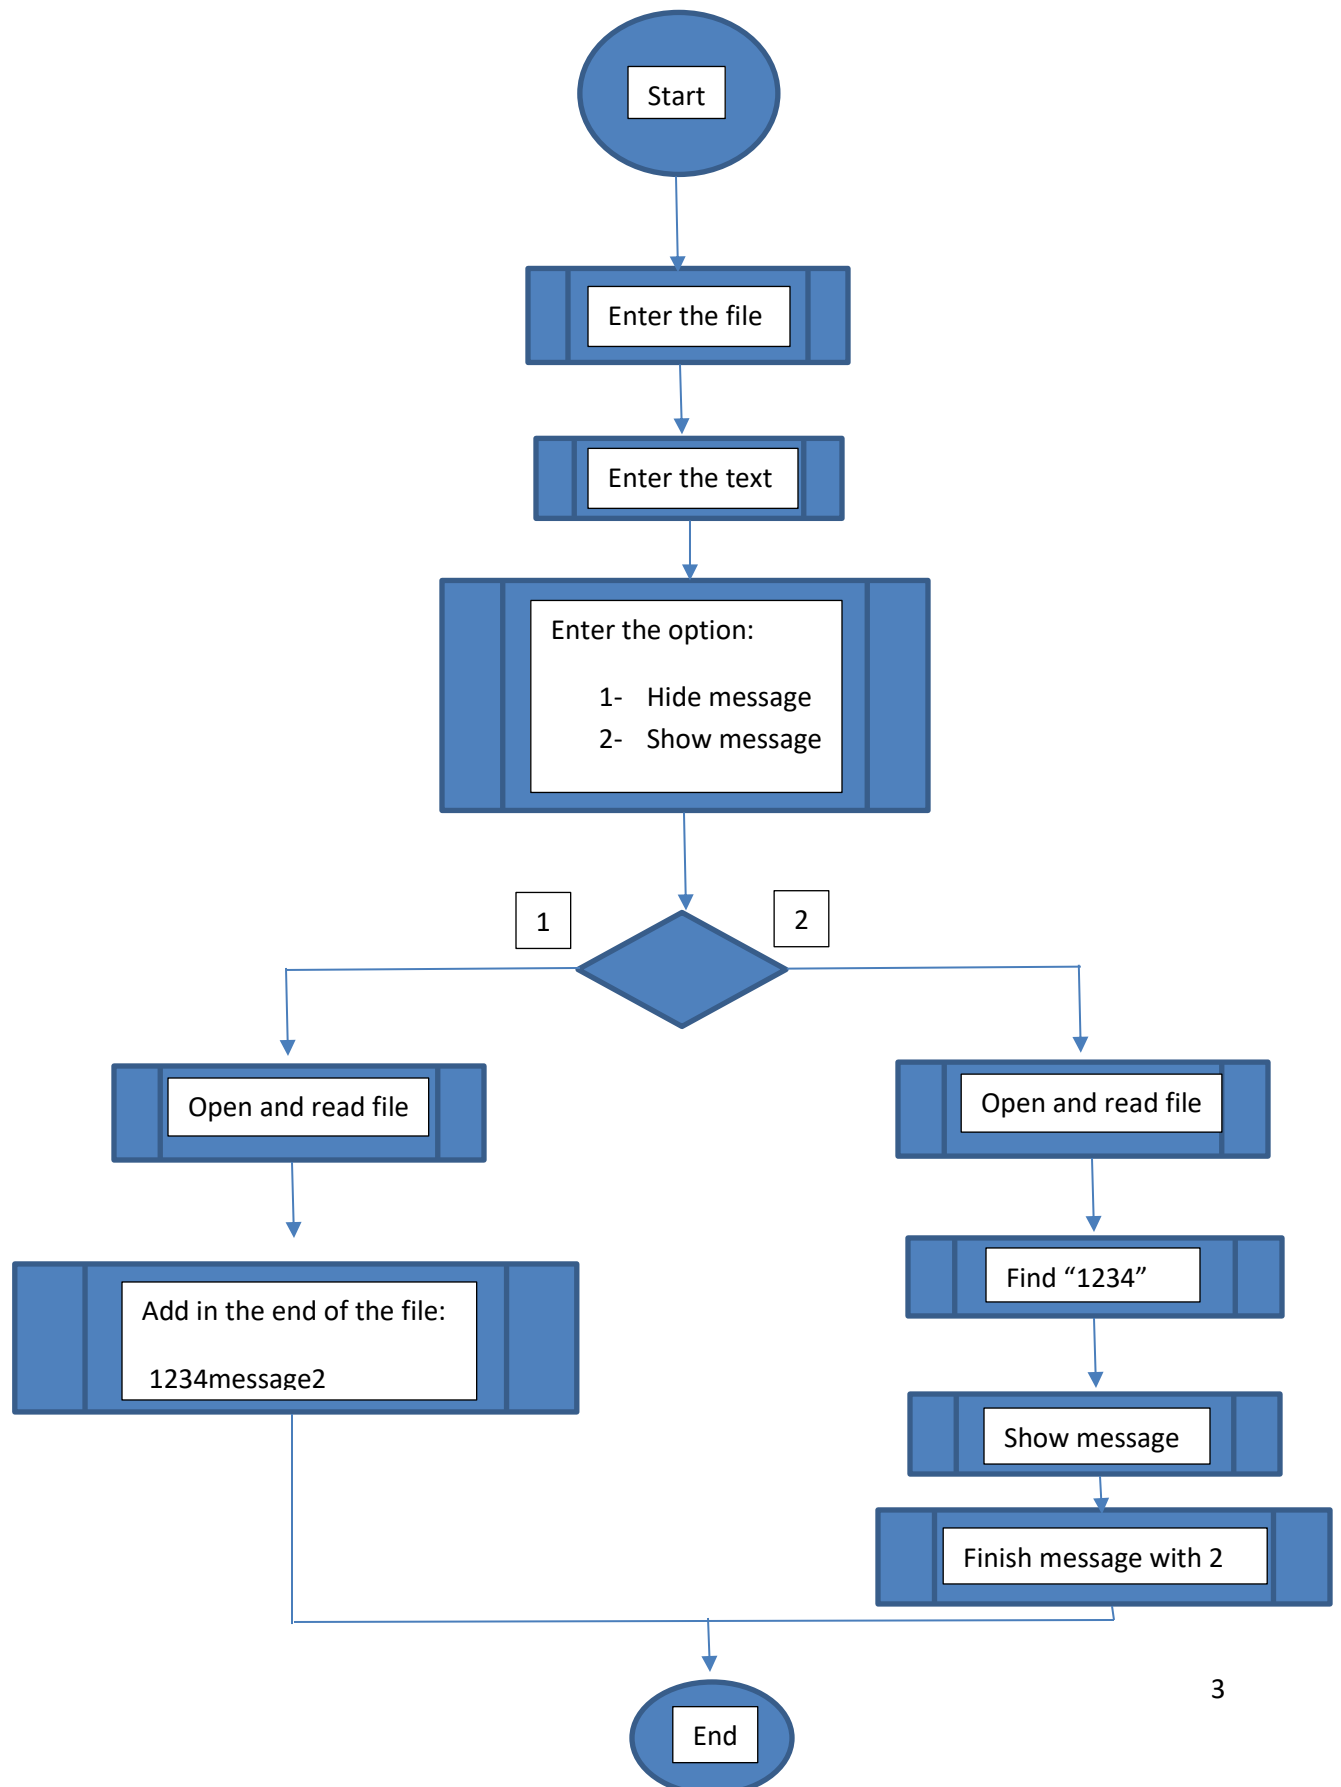 Start
Enter the file
Enter the text
Enter the option:
1- Hide message
2- Show message
1
2
Open and read file
Add in the end of the file:
1234message2
Open and read file
Find “1234”
Show message
Finish message with 2
End
3